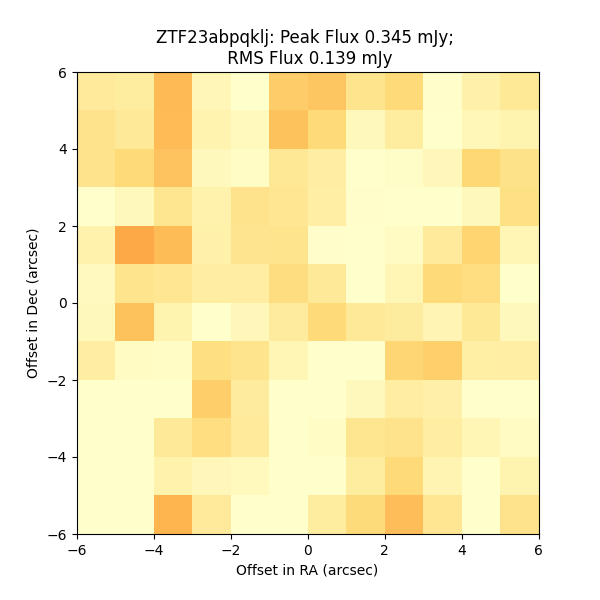 ZTF23abpqklj: Peak Flux 0.345 mJy;
RMS Flux 0.139 mJy
6
4
2
0
−2
−4
−6
Offset in Dec (arcsec)
−6 −4 −2 0 2 4 6
Offset in RA (arcsec)